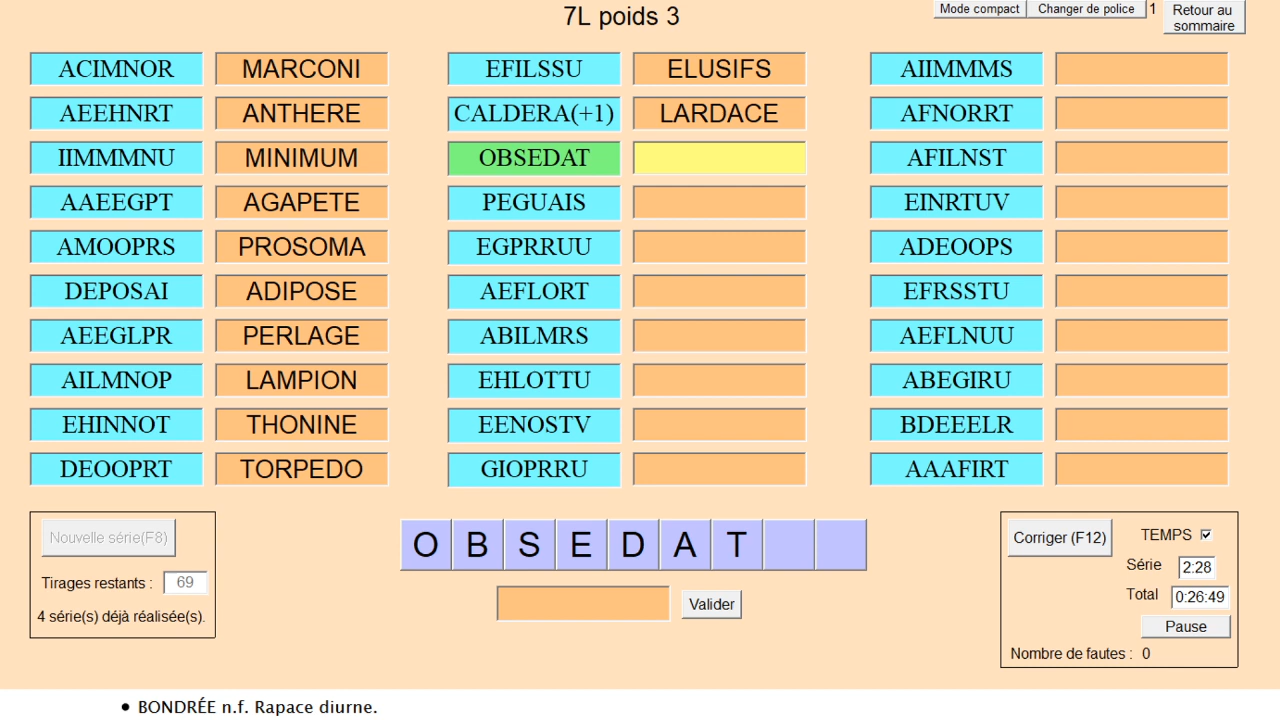 7L poids 3
Mode compact Changer de police 1 Retour au sommaire
ACIMNOR MARCONI EFILSSU ELUSIFS AIIMMMS
AEEHNRT ANTHERE CALDERA(+1) LARDACE AFNORRT
IIMMMNU MINIMUM OBSEDAT AFILNST
AAEEGPT AGAPETE PEGUAIS EINRTUV
AMOOPRS PROSOMA EGPRRUU ADEOOPS
DEPOSAI ADIPOSE AEFLORT EFRSSTU
AEEGLPR PERLAGE ABILMRS AEFLNUU
AILMNOP LAMPION EHLOTTU ABEGIRU
EHINNOT THONINE EENOSTV BDEEELR
DEOOPRT TORPEDO GIOPRRU AAAFIRT
Nouvelle série(F8)
Tirages restants : 69
4 série(s) déjà réalisée(s).
O B S E D A T
Valider
Corriger (F12) TEMPS
Série 2:28
Total 0:26:49
Pause
Nombre de fautes : 0
• BONDRÉE n.f. Rapace diurne.